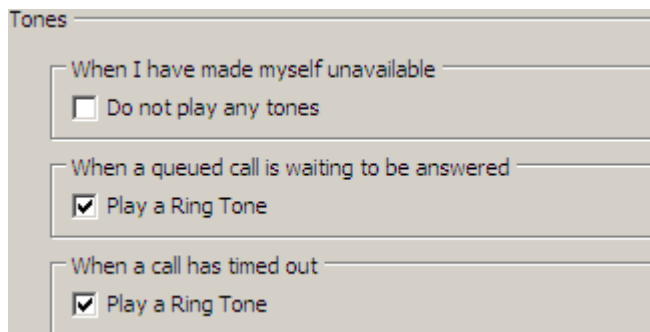 Tones
When I have made myself unavailable
Do not play any tones
When a queued call is waiting to be answered
Play a Ring Tone
When a call has timed out
Play a Ring Tone